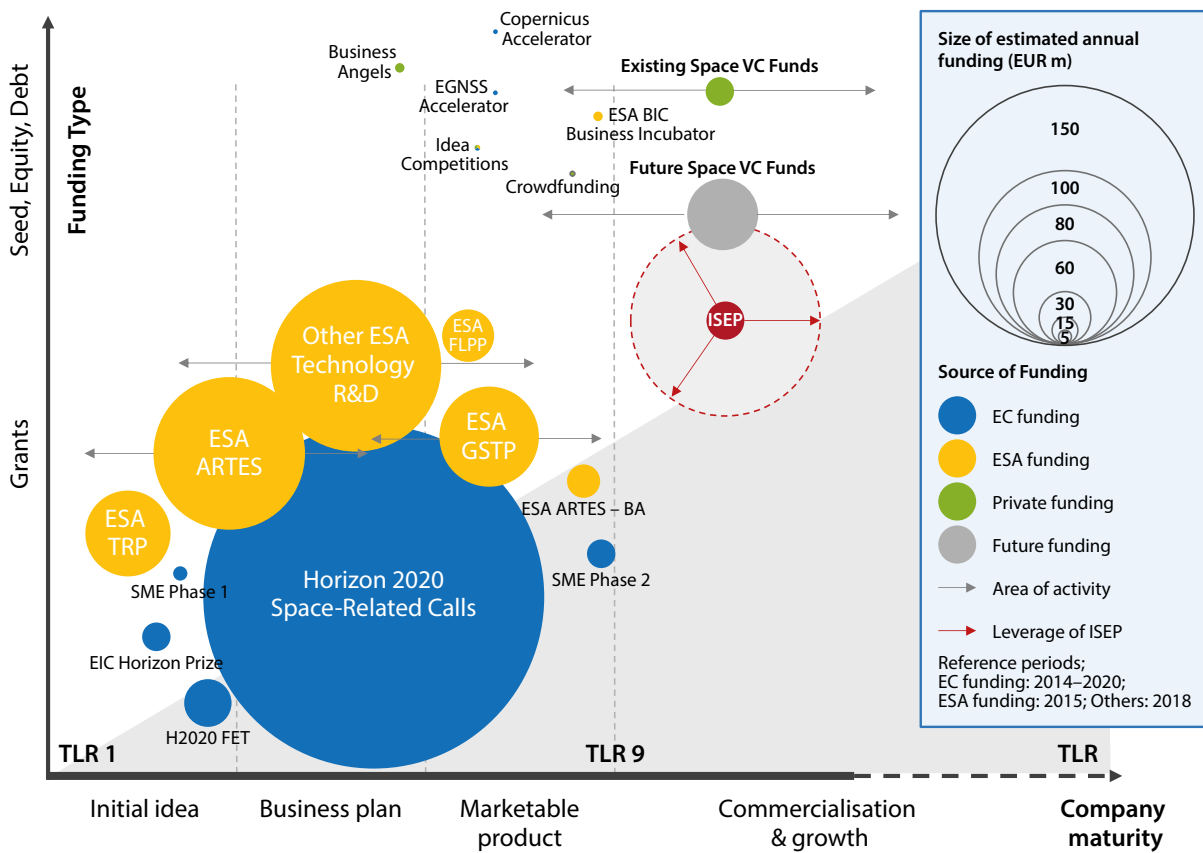 Seed, Equity, Debt
Grants
Funding Type
Copernicus
Accelerator
Business
Angels
EGNSS
Accelerator
Idea
Competitions
ESA BIC
Business Incubator
Crowdfunding
Existing Space VC Funds
Future Space VC Funds
ISEP
Other ESA
Technology
R&D
ESA
FLPP
ESA
ARTES
ESA
GSTP
ESA
TRP
ESA ARTES – BA
SME Phase 1
SME Phase 2
Horizon 2020
Space-Related Calls
EIC Horizon Prize
H2020 FET
TLR 1
TLR 9
TLR
Initial idea
Business plan
Marketable
product
Commercialisation
& growth
Company
maturity
Size of estimated annual
funding (EUR m)
150
100
80
60
30
15
5
Source of Funding
EC funding
ESA funding
Private funding
Future funding
Area of activity
Leverage of ISEP
Reference periods;
EC funding: 2014–2020;
ESA funding: 2015; Others: 2018